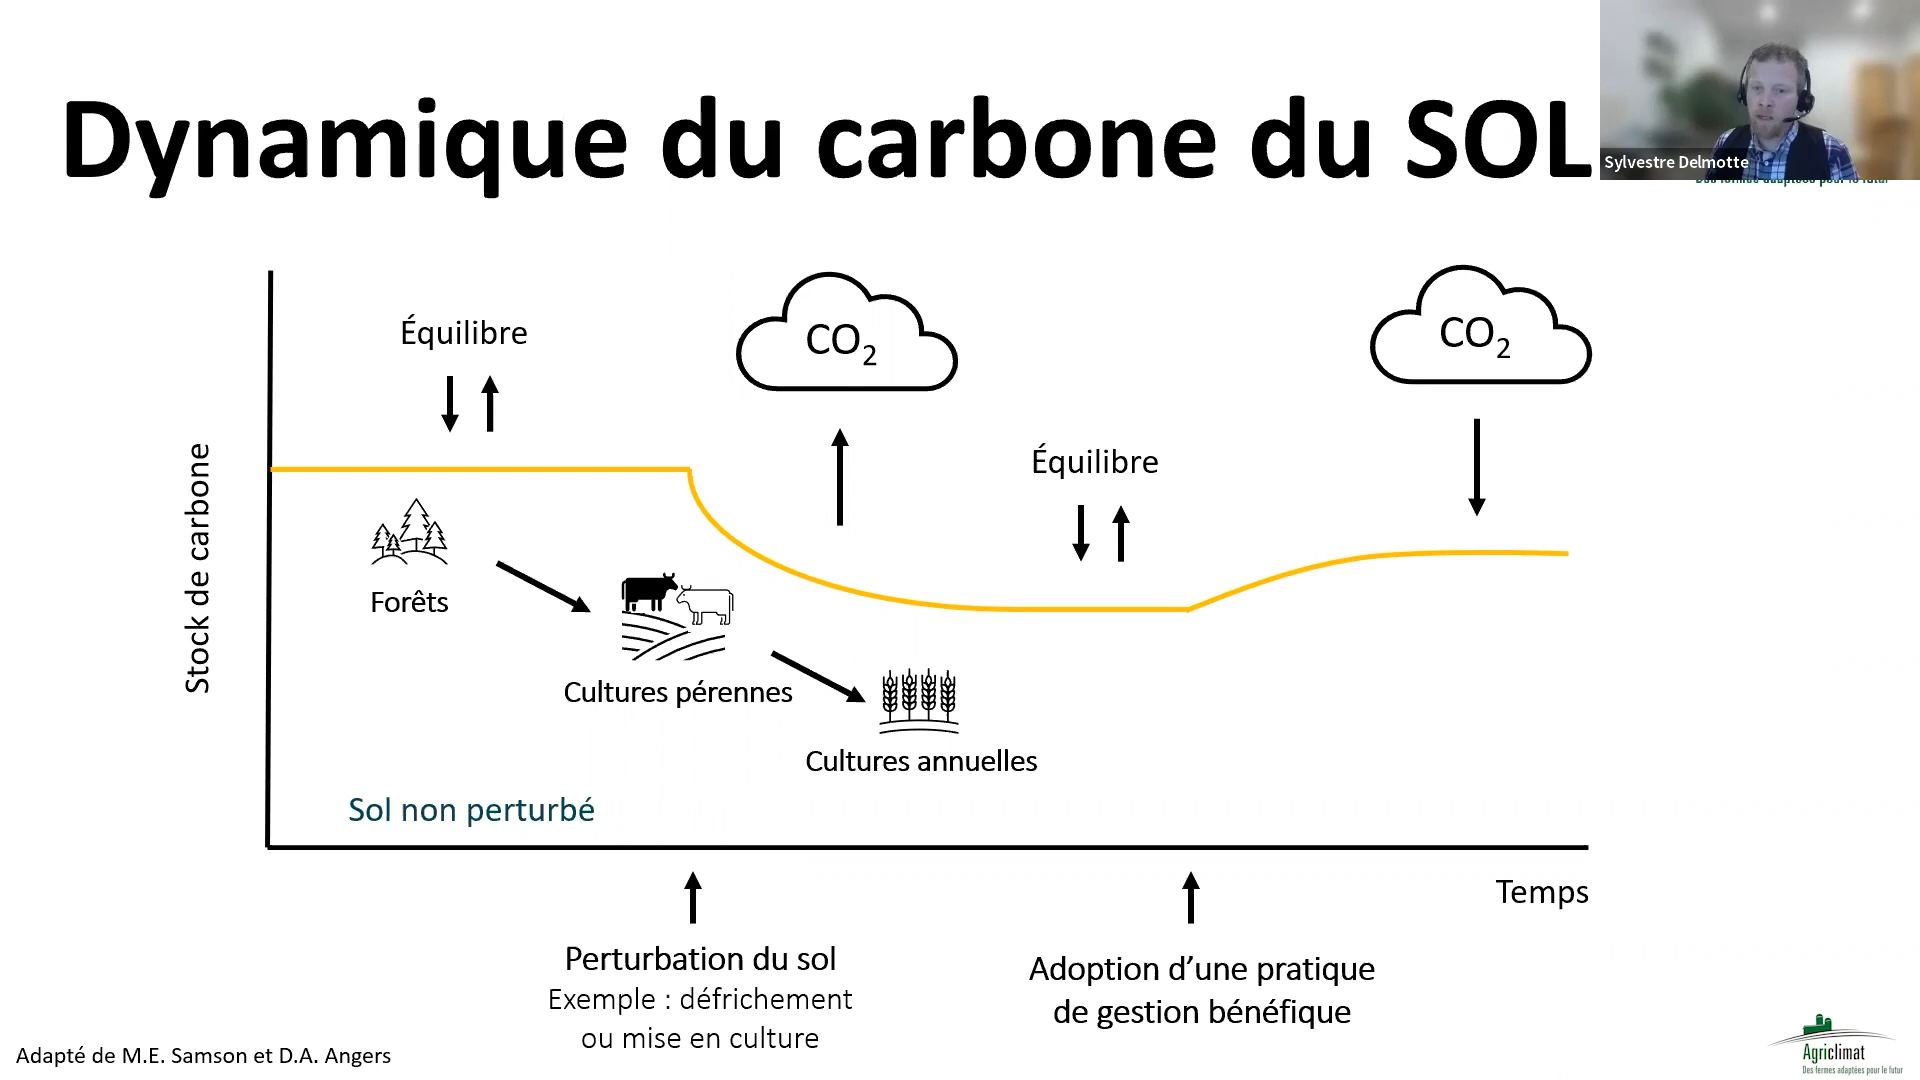 Dynamique du carbone du SOL
Sylvestre Delmotte
Équilibre
CO₂
CO₂
Équilibre
Stock de carbone
Forêts
Cultures pérennes
Cultures annuelles
Sol non perturbé
Temps
Perturbation du sol
Exemple : défrichement
ou mise en culture
Adoption d’une pratique
de gestion bénéfique
Adapté de M.E. Samson et D.A. Angers
Agriclimat
Des fermes adaptées pour le futur